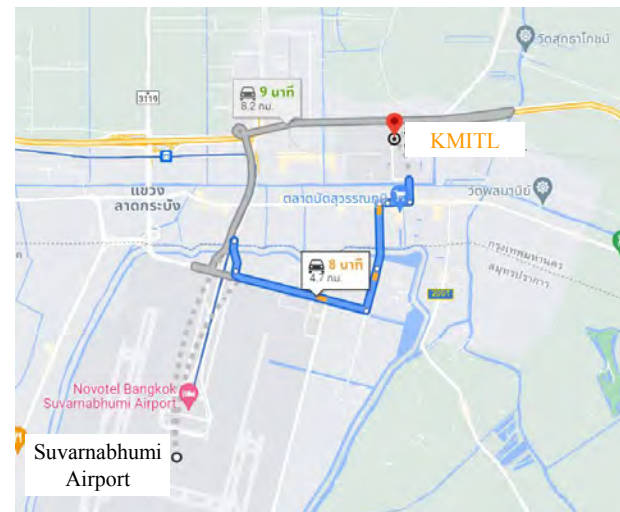 วัดสุทธาโภชน์
9 นาที
8.2 กม.
3119
KMITL
แขวง
ลาดกระบัง
ตลาดนัดสุวรรณภูมิ
วัดพลมานีย์
กรุงเทพมหานคร
สมุทรปราการ
8 นาที
4.7 กม.
2001
Novotel Bangkok
Suvarnabhumi Airport
Suvarnabhumi
Airport